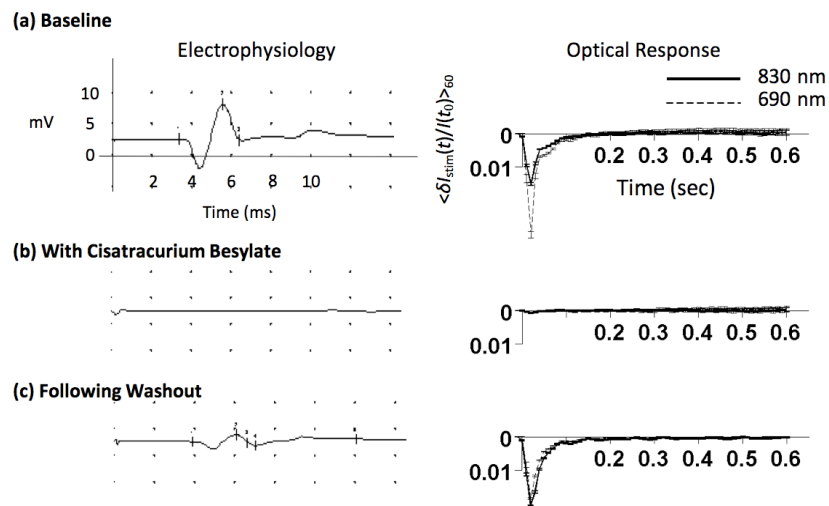 (a) Baseline
Electrophysiology
Optical Response
830 nm
690 nm
mV
10
5
0
2 4 6 8 10
Time (ms)
<δI_stim(t)/I(t_0)>_60
0
0.01
0.2 0.3 0.4 0.5 0.6
Time (sec)
(b) With Cisatracurium Besylate
0
0.01
0.2 0.3 0.4 0.5 0.6
(c) Following Washout
0
0.01
0.2 0.3 0.4 0.5 0.6